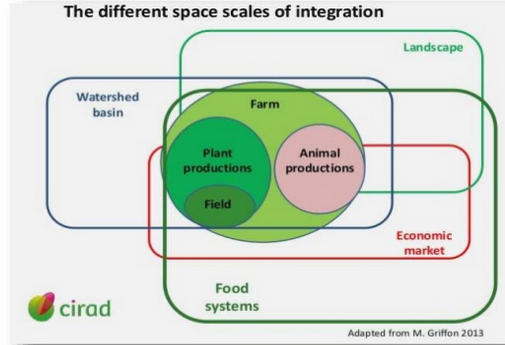 The different space scales of integration
Landscape
Watershed
basin
Farm
Plant
productions
Animal
productions
Field
Economic
market
Food
systems
cirad
Adapted from M. Griffon 2013